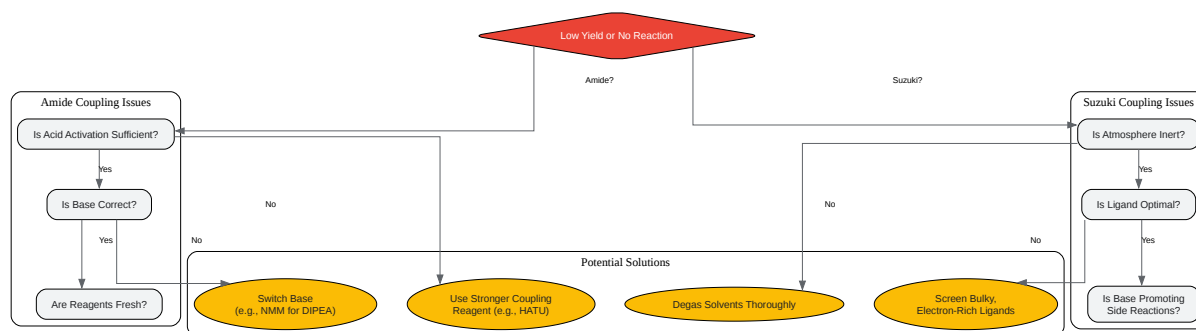 Low Yield or No Reaction
Amide?
Suzuki?
Amide Coupling Issues
Suzuki Coupling Issues
Is Acid Activation Sufficient?
Is Atmosphere Inert?
Yes
Yes
Is Base Correct?
No
No
Is Ligand Optimal?
Yes
No
No
Yes
Potential Solutions
Are Reagents Fresh?
Switch Base
(e.g., NMM for DIPEA)
Use Stronger Coupling
Reagent (e.g., HATU)
Degas Solvents Thoroughly
Screen Bulky,
Electron-Rich Ligands
Is Base Promoting
Side Reactions?